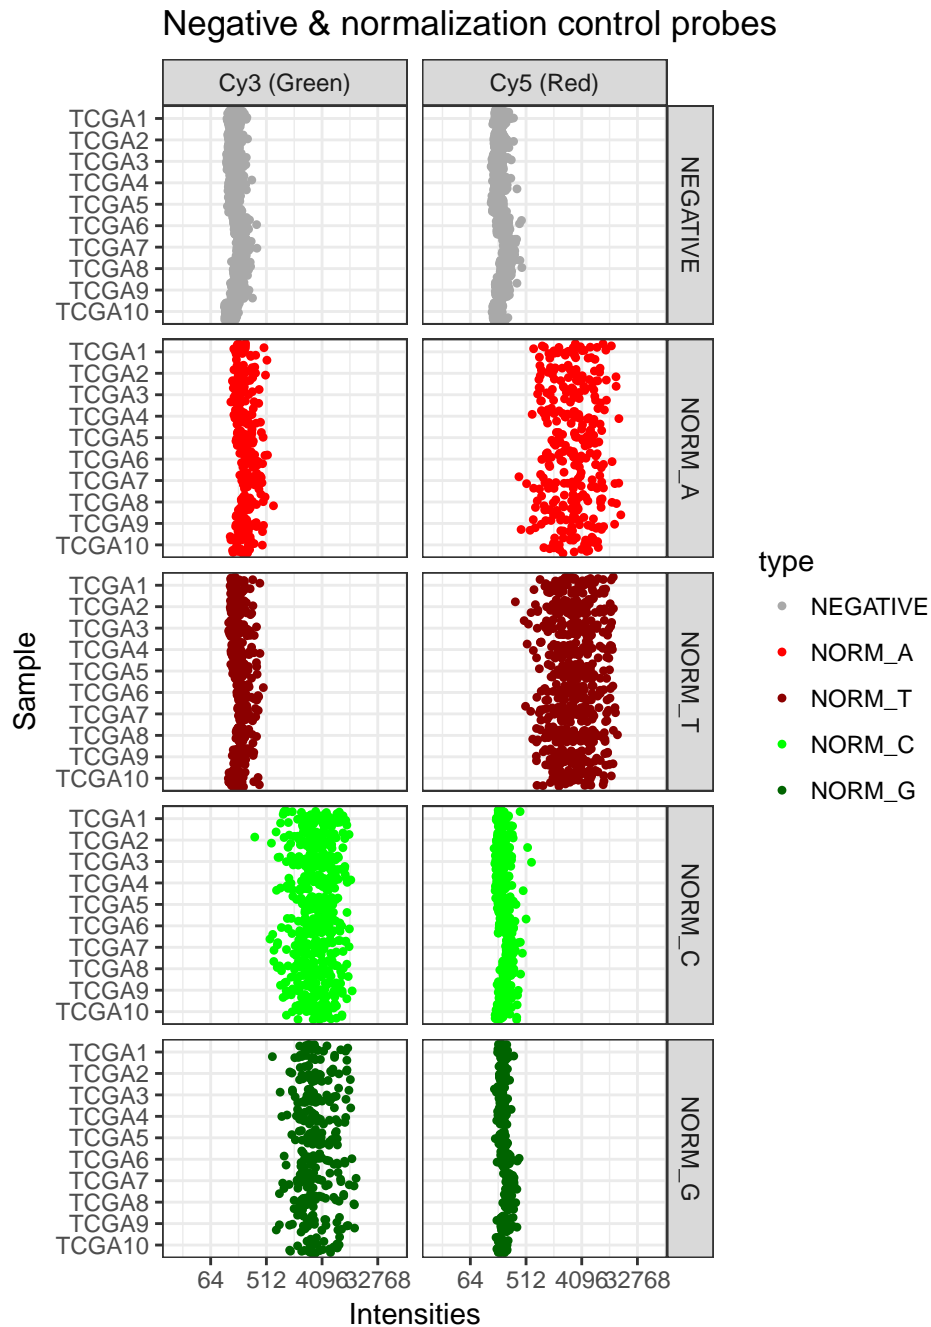 Negative & normalization control probes
Cy3 (Green)
Cy5 (Red)
TCGA1
TCGA2
TCGA3
TCGA4
TCGA5
TCGA6
TCGA7
TCGA8
TCGA9
TCGA10
NEGATIVE
TCGA1
TCGA2
TCGA3
TCGA4
TCGA5
TCGA6
TCGA7
TCGA8
TCGA9
TCGA10
NORM_A
TCGA1
TCGA2
TCGA3
TCGA4
TCGA5
TCGA6
TCGA7
TCGA8
TCGA9
TCGA10
NORM_T
TCGA1
TCGA2
TCGA3
TCGA4
TCGA5
TCGA6
TCGA7
TCGA8
TCGA9
TCGA10
NORM_C
TCGA1
TCGA2
TCGA3
TCGA4
TCGA5
TCGA6
TCGA7
TCGA8
TCGA9
TCGA10
NORM_G
64 512 4096 32768
64 512 4096 32768
Intensities
Sample
type
NEGATIVE
NORM_A
NORM_T
NORM_C
NORM_G